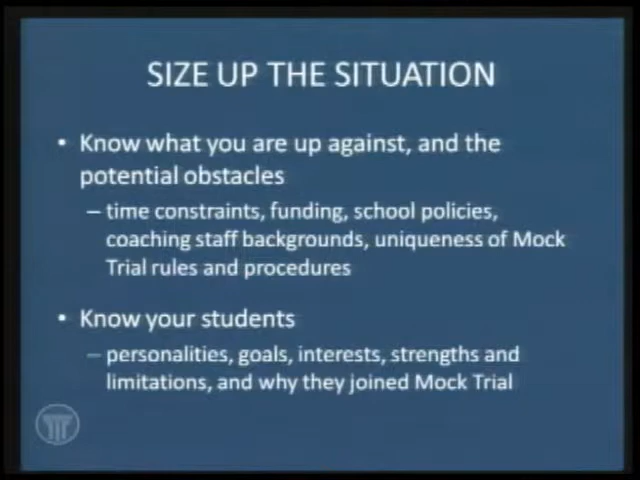 SIZE UP THE SITUATION
• Know what you are up against, and the
potential obstacles
– time constraints, funding, school policies,
coaching staff backgrounds, uniqueness of Mock
Trial rules and procedures
• Know your students
– personalities, goals, interests, strengths and
limitations, and why they joined Mock Trial